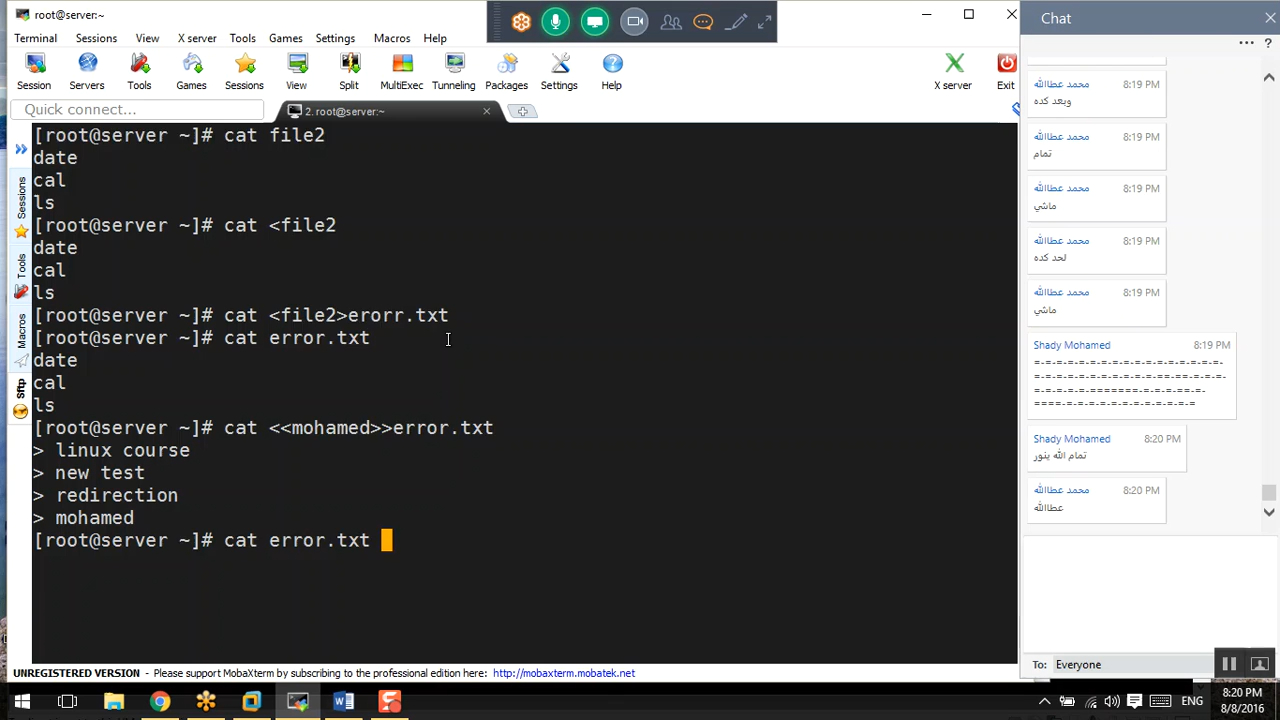 root@server:~
Terminal Sessions View X server Tools Games Settings Macros Help
Session Servers Tools Games Sessions View Split MultiExec Tunneling Packages Settings Help X server Exit
Quick connect...
2. root@server:~
Sessions
Tools
Macros
Sftp
[root@server ~]# cat file2
date
cal
ls
[root@server ~]# cat <file2
date
cal
ls
[root@server ~]# cat <file2>erorr.txt
[root@server ~]# cat error.txt
date
cal
ls
[root@server ~]# cat <<mohamed>>error.txt
> linux course
> new test
> redirection
> mohamed
[root@server ~]# cat error.txt
UNREGISTERED VERSION - Please support MobaXterm by subscribing to the professional edition here: http://mobaxterm.mobatek.net
Chat
محمد عطاالله 8:19 PM
وبعد كده
محمد عطاالله 8:19 PM
تمام
محمد عطاالله 8:19 PM
ماشي
محمد عطاالله 8:19 PM
لحد كده
محمد عطاالله 8:19 PM
ماشي
Shady Mohamed 8:19 PM
=-=-=-=-=-=-=-=-=-=-=-=-
=-=-=-=-=-=-=-==-==-=-=-
=-=-=-=-=======-=-=-==-=-
====-=-=-=-=-=-=-=-=-=
Shady Mohamed 8:20 PM
تمام الله ينور
محمد عطاالله 8:20 PM
عطاالله
To: Everyone
ENG
8:20 PM
8/8/2016